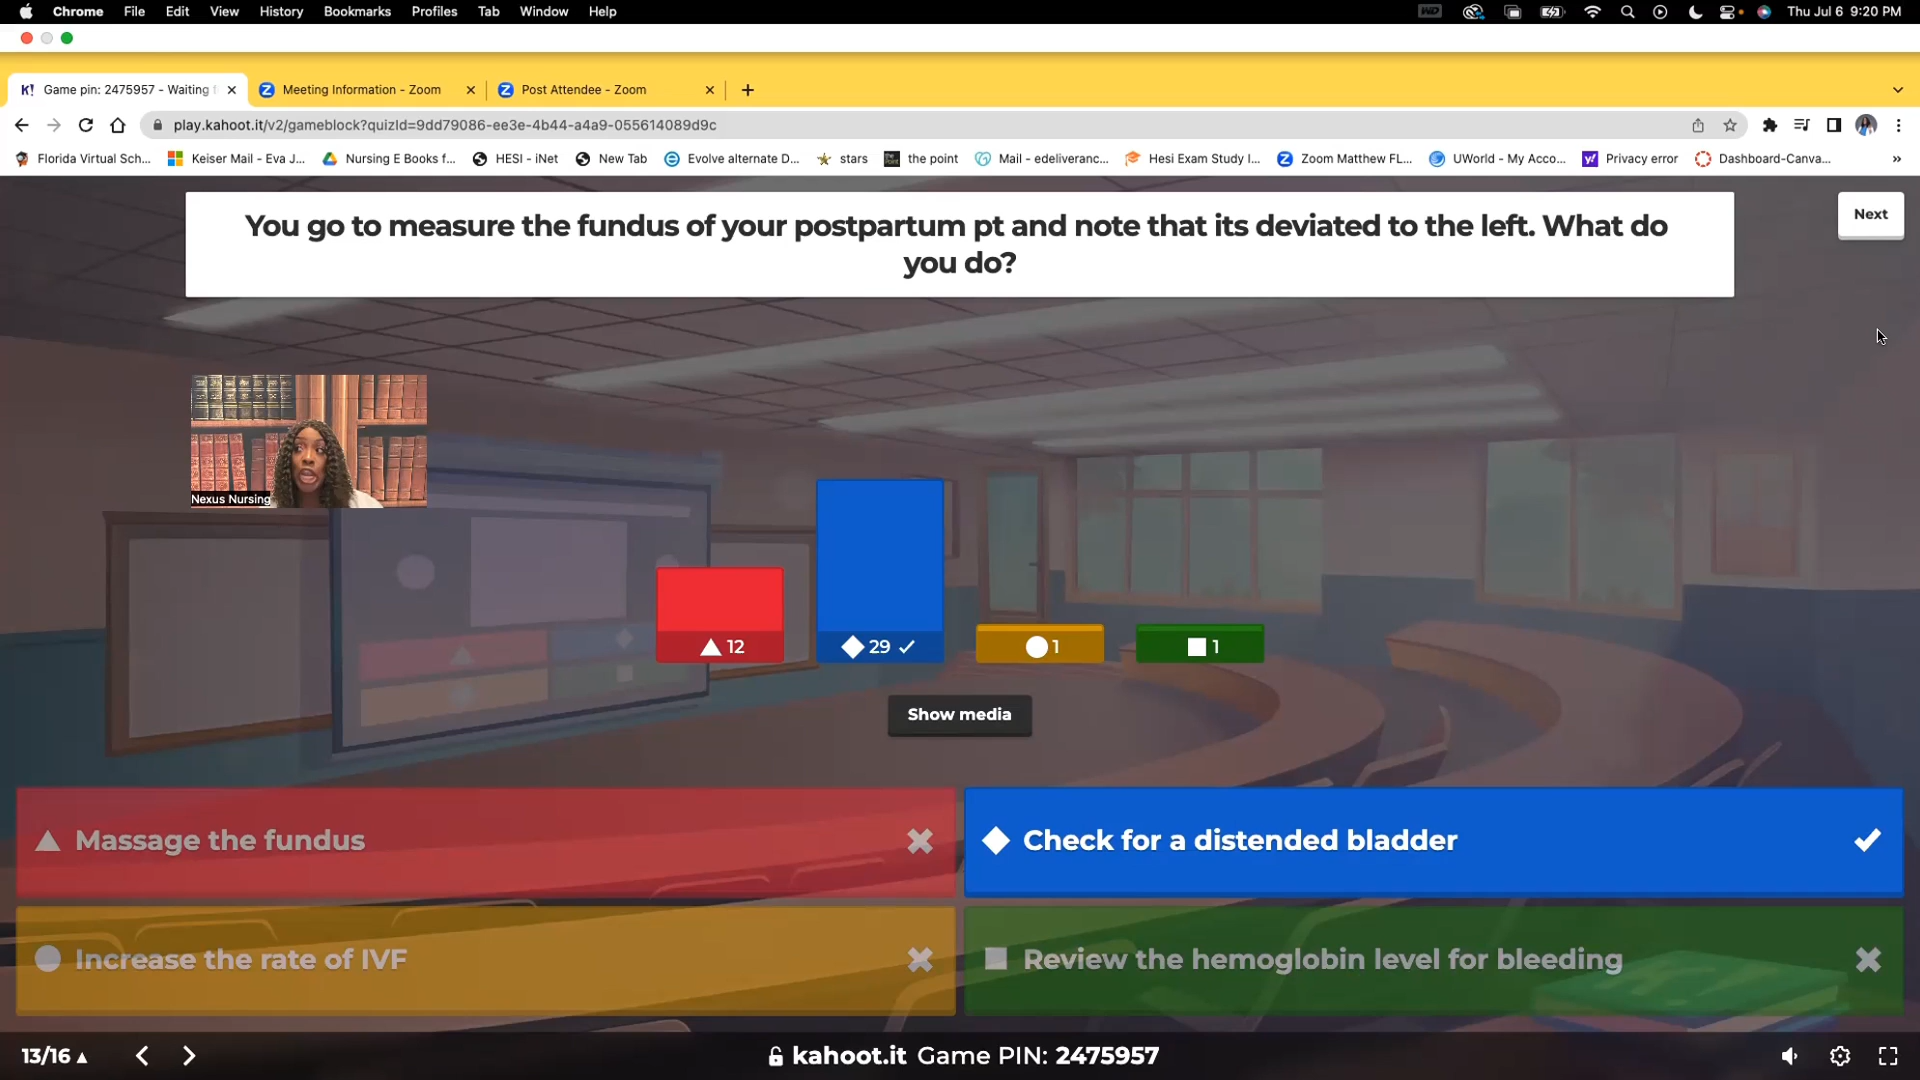 Chrome File Edit View History Bookmarks Profiles Tab Window Help
Thu Jul 6 9:20 PM
K! Game pin: 2475957 - Waiting f
Meeting Information - Zoom
Post Attendee - Zoom
play.kahoot.it/v2/gameblock?quizId=9dd79086-ee3e-4b44-a4a9-055614089d9c
Florida Virtual Sch... Keiser Mail - Eva J... Nursing E Books f... HESI - iNet New Tab Evolve alternate D... stars the point Mail - edeliveranc... Hesi Exam Study I... Zoom Matthew FL... UWorld - My Acco... Privacy error Dashboard-Canva... »
You go to measure the fundus of your postpartum pt and note that its deviated to the left. What do
you do?
Next
Nexus Nursing
12
29
1
1
Show media
Massage the fundus
Check for a distended bladder
Increase the rate of IVF
Review the hemoglobin level for bleeding
13/16
kahoot.it Game PIN: 2475957